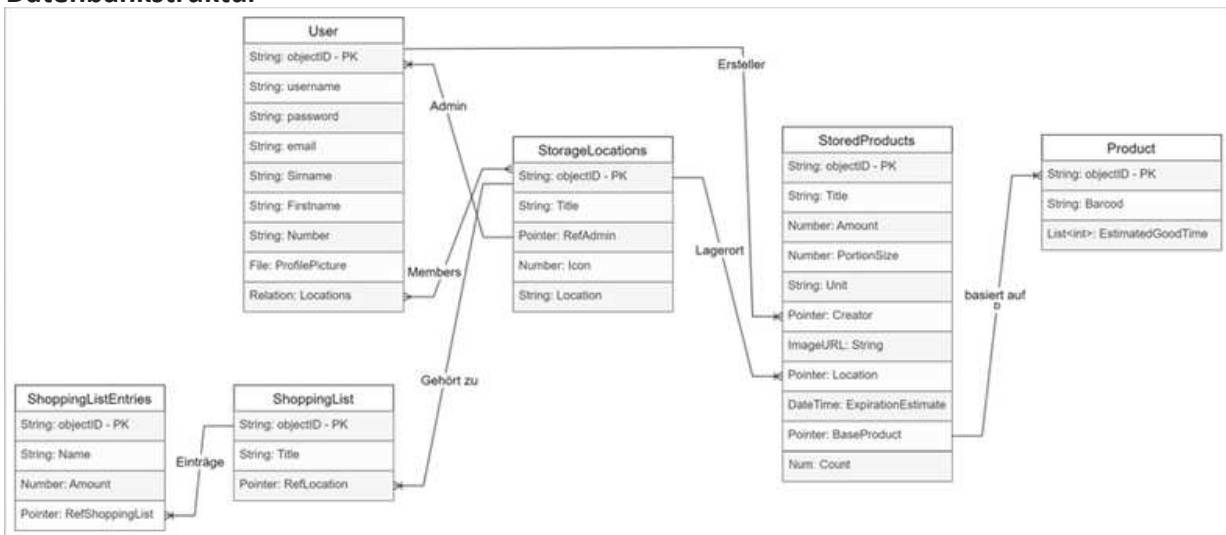 Datenbankstruktur
User
String: objectID - PK
String: username
String: password
String: email
String: Sirname
String: Firstname
String: Number
File: ProfilePicture
Relation: Locations
Ersteller
Admin
Members
StorageLocations
String: objectID - PK
String: Title
Pointer: RefAdmin
Number: Icon
String: Location
Lagerort
StoredProducts
String: objectID - PK
String: Title
Number: Amount
Number: PortionSize
String: Unit
Pointer: Creator
ImageURL: String
Pointer: Location
DateTime: ExpirationEstimate
Pointer: BaseProduct
Num: Count
basiert auf
Product
String: objectID - PK
String: Barcod
List<int>: EstimatedGoodTime
Gehört zu
ShoppingListEntries
String: objectID - PK
String: Name
Number: Amount
Pointer: RefShoppingList
Einträge
ShoppingList
String: objectID - PK
String: Title
Pointer: RefLocation